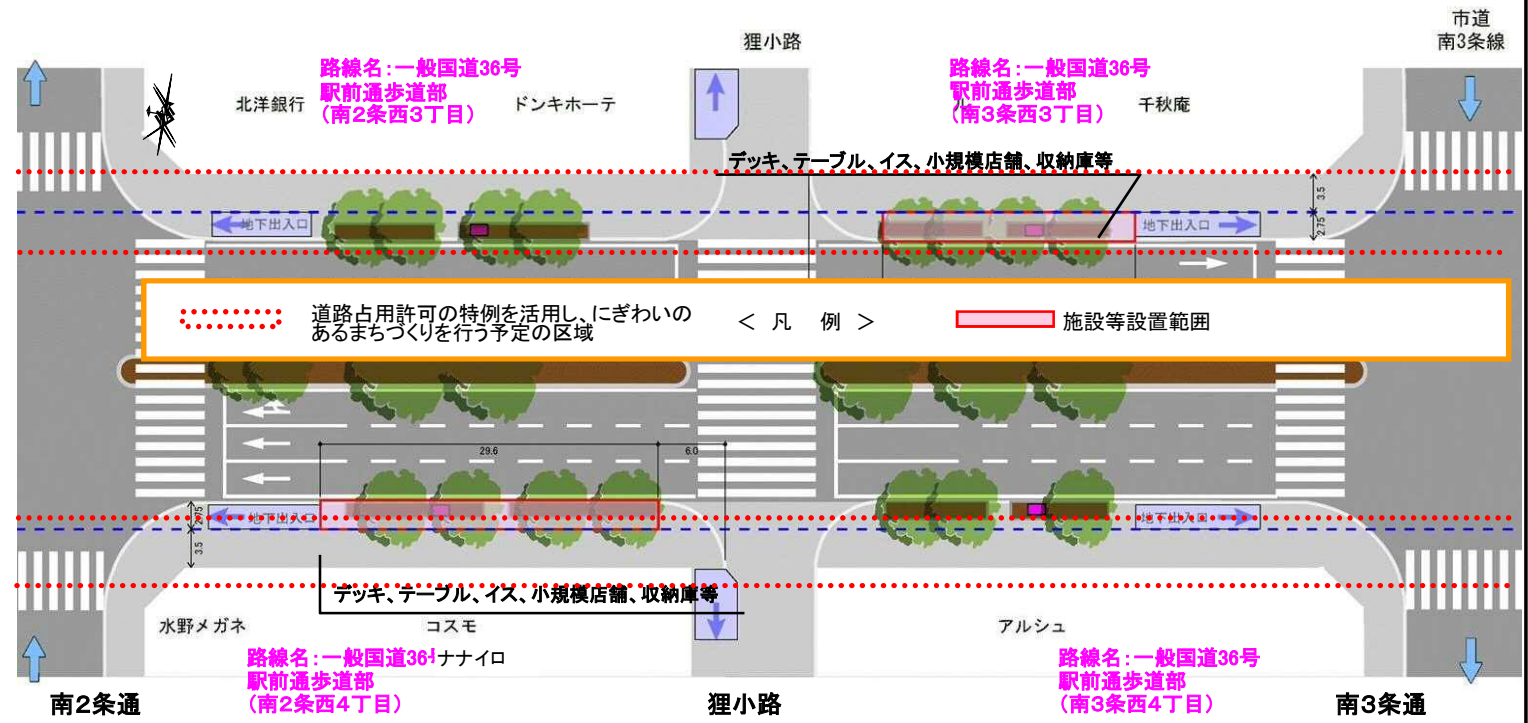 市道
南3条線
狸小路
路線名：一般国道36号
駅前通歩道部
（南2条西3丁目）
路線名：一般国道36号
駅前通歩道部
（南3条西3丁目）
北洋銀行
ドンキホーテ
ル
千秋庵
デッキ、テーブル、イス、小規模店舗、収納庫等
3.5
地下出入口
地下出入口
2.75
道路占用許可の特例を活用し、にぎわいの
あるまちづくりを行う予定の区域
＜ 凡 例 ＞
施設等設置範囲
29.6
6.0
2.75
地下出入口
地下出入口
3.5
デッキ、テーブル、イス、小規模店舗、収納庫等
水野メガネ
コスモ
アルシュ
路線名：一般国道36号
ナナイロ
駅前通歩道部
（南2条西4丁目）
路線名：一般国道36号
駅前通歩道部
（南3条西4丁目）
南2条通
狸小路
南3条通